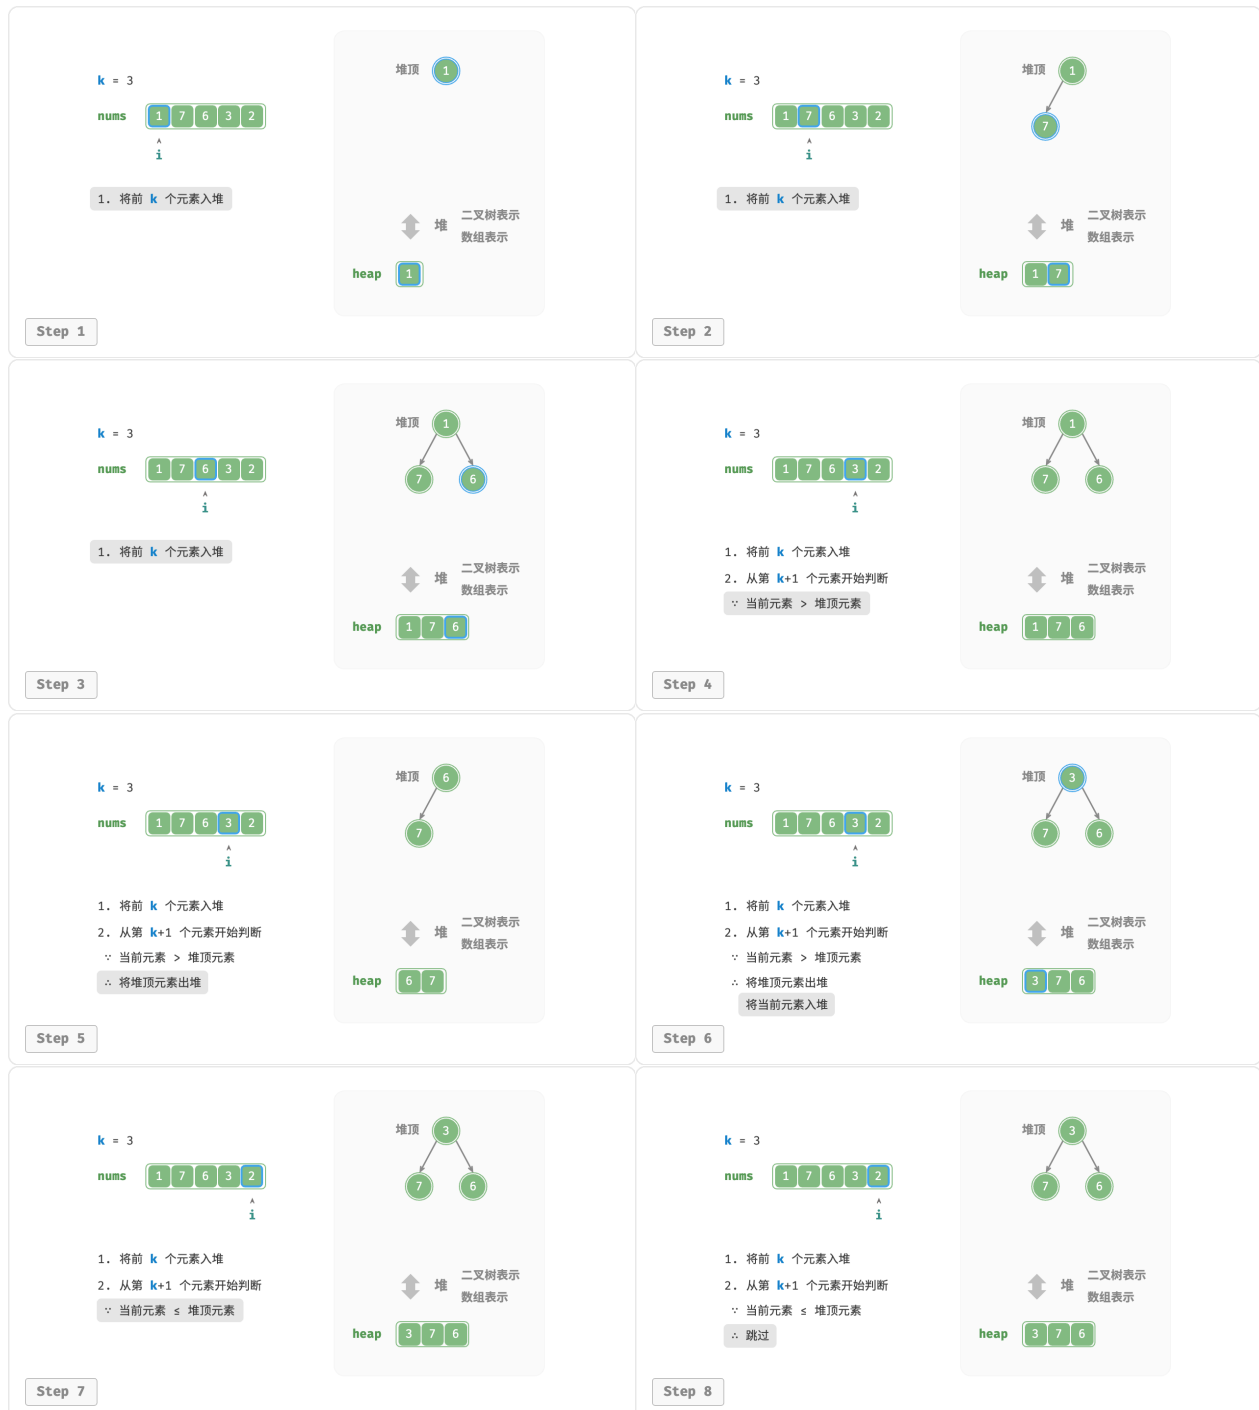 k = 3
nums 1 7 6 3 2
i
1. 将前 k 个元素入堆
堆顶 1
堆 二叉树表示
数组表示
heap 1
Step 1
k = 3
nums 1 7 6 3 2
i
1. 将前 k 个元素入堆
堆顶 1
7
堆 二叉树表示
数组表示
heap 1 7
Step 2
k = 3
nums 1 7 6 3 2
i
1. 将前 k 个元素入堆
堆顶 1
7 6
堆 二叉树表示
数组表示
heap 1 7 6
Step 3
k = 3
nums 1 7 6 3 2
i
1. 将前 k 个元素入堆
2. 从第 k+1 个元素开始判断
∵ 当前元素 > 堆顶元素
堆顶 1
7 6
堆 二叉树表示
数组表示
heap 1 7 6
Step 4
k = 3
nums 1 7 6 3 2
i
1. 将前 k 个元素入堆
2. 从第 k+1 个元素开始判断
∵ 当前元素 > 堆顶元素
∴ 将堆顶元素出堆
堆顶 6
7
堆 二叉树表示
数组表示
heap 6 7
Step 5
k = 3
nums 1 7 6 3 2
i
1. 将前 k 个元素入堆
2. 从第 k+1 个元素开始判断
∵ 当前元素 > 堆顶元素
∴ 将堆顶元素出堆
将当前元素入堆
堆顶 3
7 6
堆 二叉树表示
数组表示
heap 3 7 6
Step 6
k = 3
nums 1 7 6 3 2
i
1. 将前 k 个元素入堆
2. 从第 k+1 个元素开始判断
∵ 当前元素 ≤ 堆顶元素
堆顶 3
7 6
堆 二叉树表示
数组表示
heap 3 7 6
Step 7
k = 3
nums 1 7 6 3 2
i
1. 将前 k 个元素入堆
2. 从第 k+1 个元素开始判断
∵ 当前元素 ≤ 堆顶元素
∴ 跳过
堆顶 3
7 6
堆 二叉树表示
数组表示
heap 3 7 6
Step 8